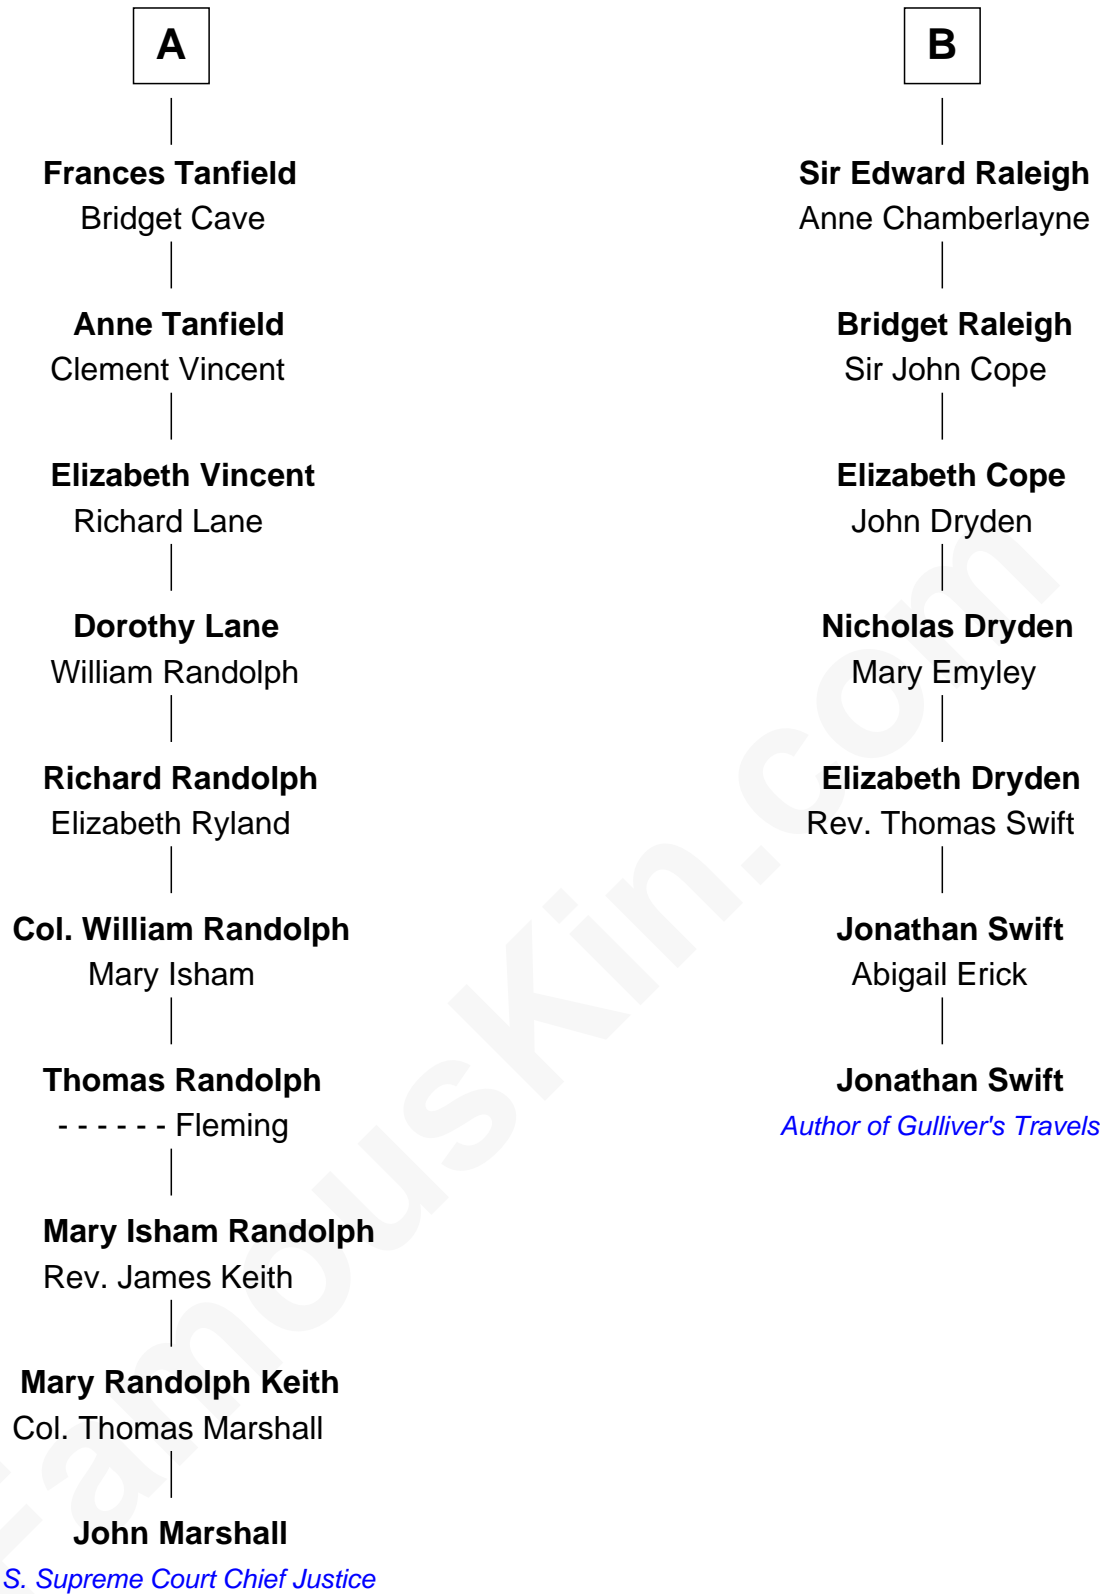 A
Frances Tanfield
Bridget Cave
Anne Tanfield
Clement Vincent
Elizabeth Vincent
Richard Lane
Dorothy Lane
William Randolph
Richard Randolph
Elizabeth Ryland
Col. William Randolph
Mary Isham
Thomas Randolph
- - - - - - Fleming
Mary Isham Randolph
Rev. James Keith
Mary Randolph Keith
Col. Thomas Marshall
John Marshall
S. Supreme Court Chief Justice
B
Sir Edward Raleigh
Anne Chamberlayne
Bridget Raleigh
Sir John Cope
Elizabeth Cope
John Dryden
Nicholas Dryden
Mary Emyley
Elizabeth Dryden
Rev. Thomas Swift
Jonathan Swift
Abigail Erick
Jonathan Swift
Author of Gulliver's Travels
FamousKin.com